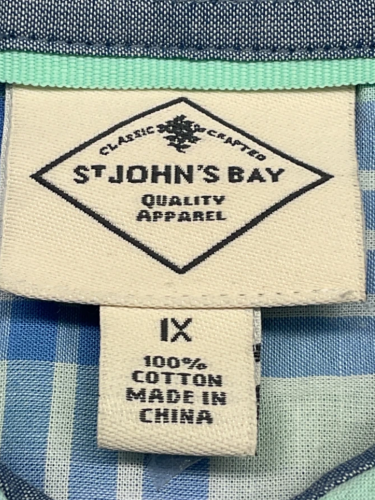 CLASSIC CRAFTED
ST JOHN'S BAY
QUALITY
APPAREL
1X
100%
COTTON
MADE IN
CHINA